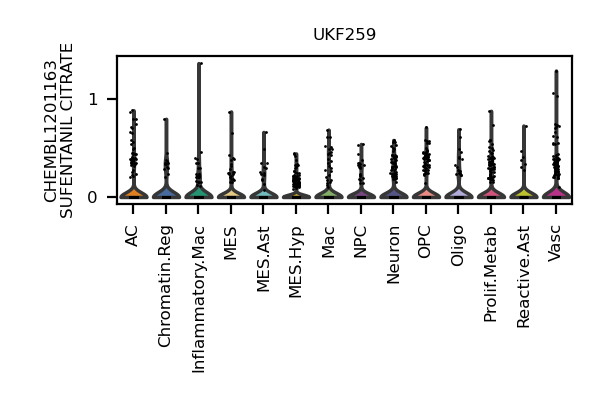 UKF259
CHEMBL1201163
SUFENTANIL CITRATE
1
0
AC
Chromatin.Reg
Inflammatory.Mac
MES
MES.Ast
MES.Hyp
Mac
NPC
Neuron
OPC
Oligo
Prolif.Metab
Reactive.Ast
Vasc